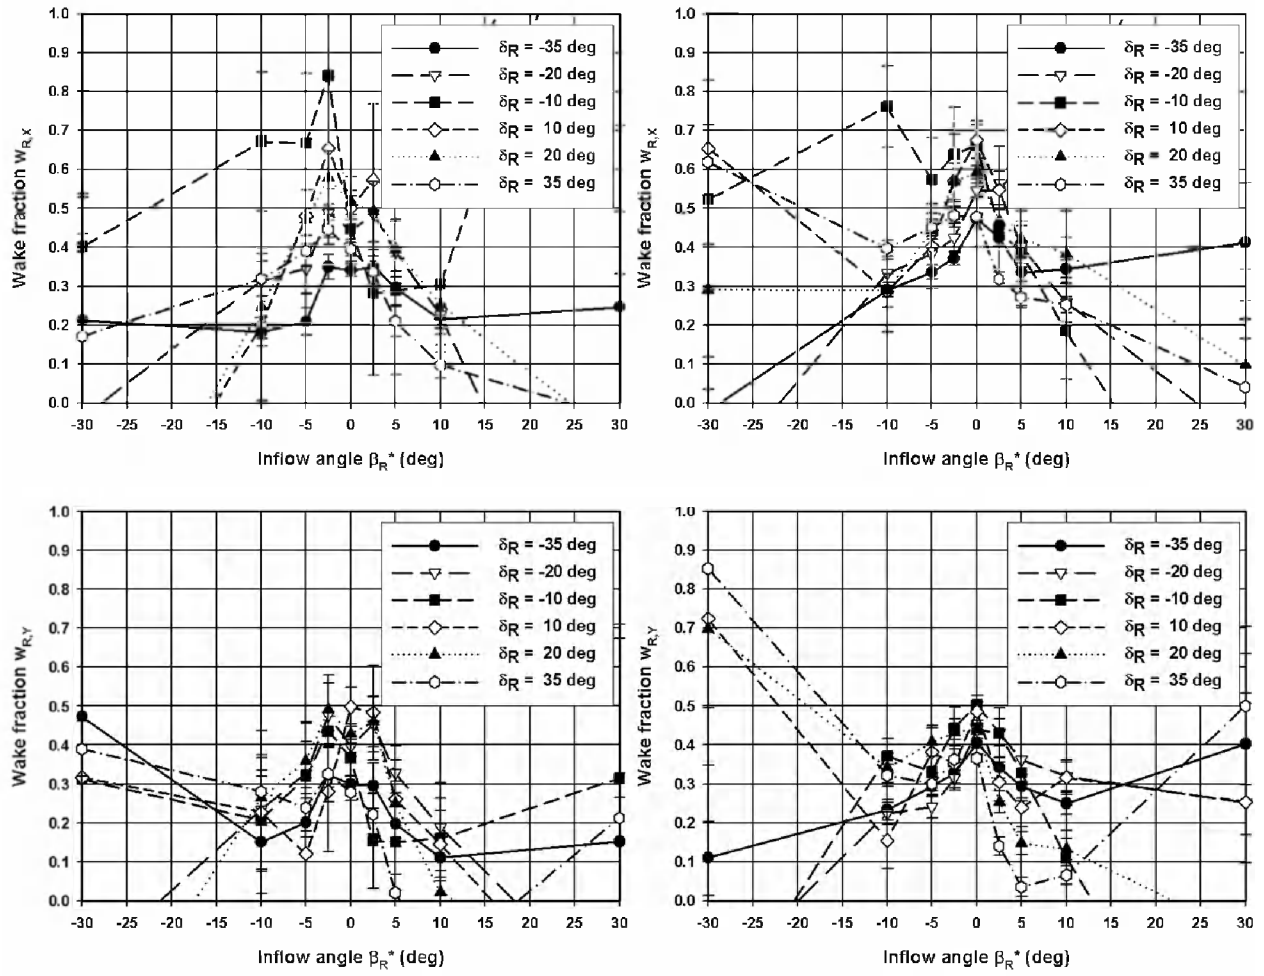 Wake fraction wR,X
1.0
0.9
0.8
0.7
0.6
0.5
0.4
0.3
0.2
0.1
0.0
-30 -25 -20 -15 -10 -5 0 5 10 15 20 25 30
Inflow angle βR* (deg)
δR = -35 deg
δR = -20 deg
δR = -10 deg
δR = 10 deg
δR = 20 deg
δR = 35 deg
Wake fraction wR,X
1.0
0.9
0.8
0.7
0.6
0.5
0.4
0.3
0.2
0.1
0.0
-30 -25 -20 -15 -10 -5 0 5 10 15 20 25 30
Inflow angle βR* (deg)
δR = -35 deg
δR = -20 deg
δR = -10 deg
δR = 10 deg
δR = 20 deg
δR = 35 deg
Wake fraction wR,Y
1.0
0.9
0.8
0.7
0.6
0.5
0.4
0.3
0.2
0.1
0.0
-30 -25 -20 -15 -10 -5 0 5 10 15 20 25 30
Inflow angle βR* (deg)
δR = -35 deg
δR = -20 deg
δR = -10 deg
δR = 10 deg
δR = 20 deg
δR = 35 deg
Wake fraction wR,Y
1.0
0.9
0.8
0.7
0.6
0.5
0.4
0.3
0.2
0.1
0.0
-30 -25 -20 -15 -10 -5 0 5 10 15 20 25 30
Inflow angle βR* (deg)
δR = -35 deg
δR = -20 deg
δR = -10 deg
δR = 10 deg
δR = 20 deg
δR = 35 deg